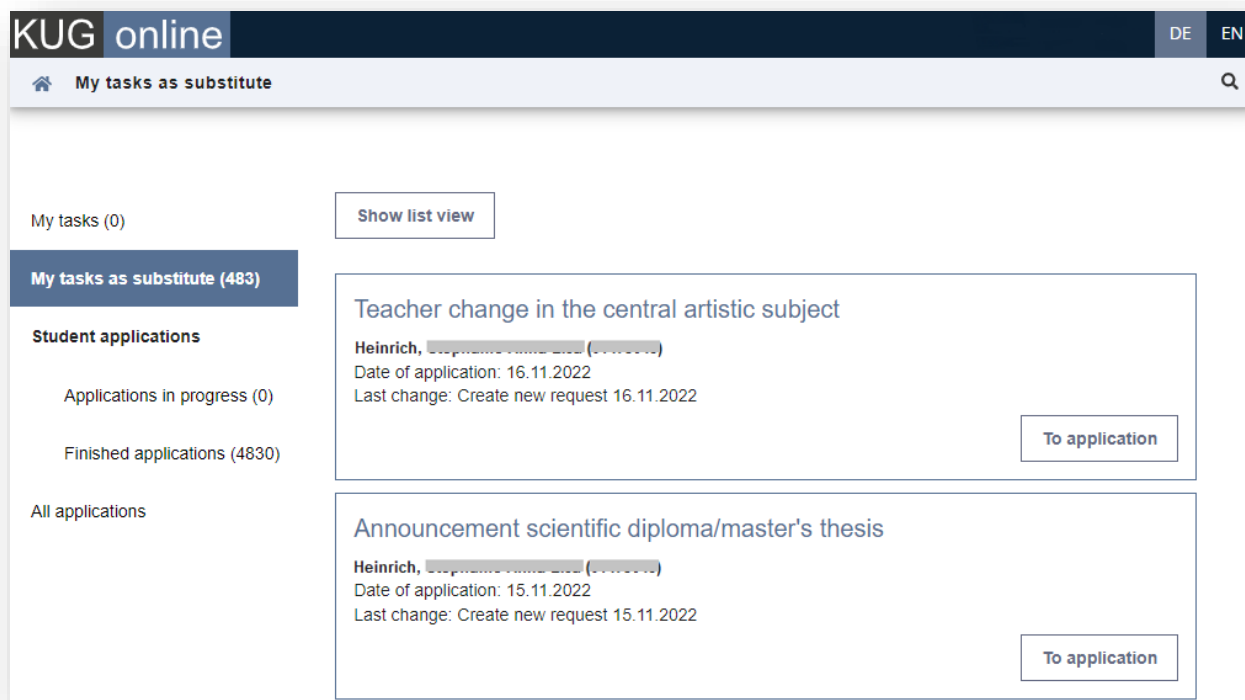 KUG online
DE EN
My tasks as substitute
My tasks (0)
My tasks as substitute (483)
Student applications
Applications in progress (0)
Finished applications (4830)
All applications
Show list view
Teacher change in the central artistic subject
Heinrich,
Date of application: 16.11.2022
Last change: Create new request 16.11.2022
To application
Announcement scientific diploma/master's thesis
Heinrich,
Date of application: 15.11.2022
Last change: Create new request 15.11.2022
To application